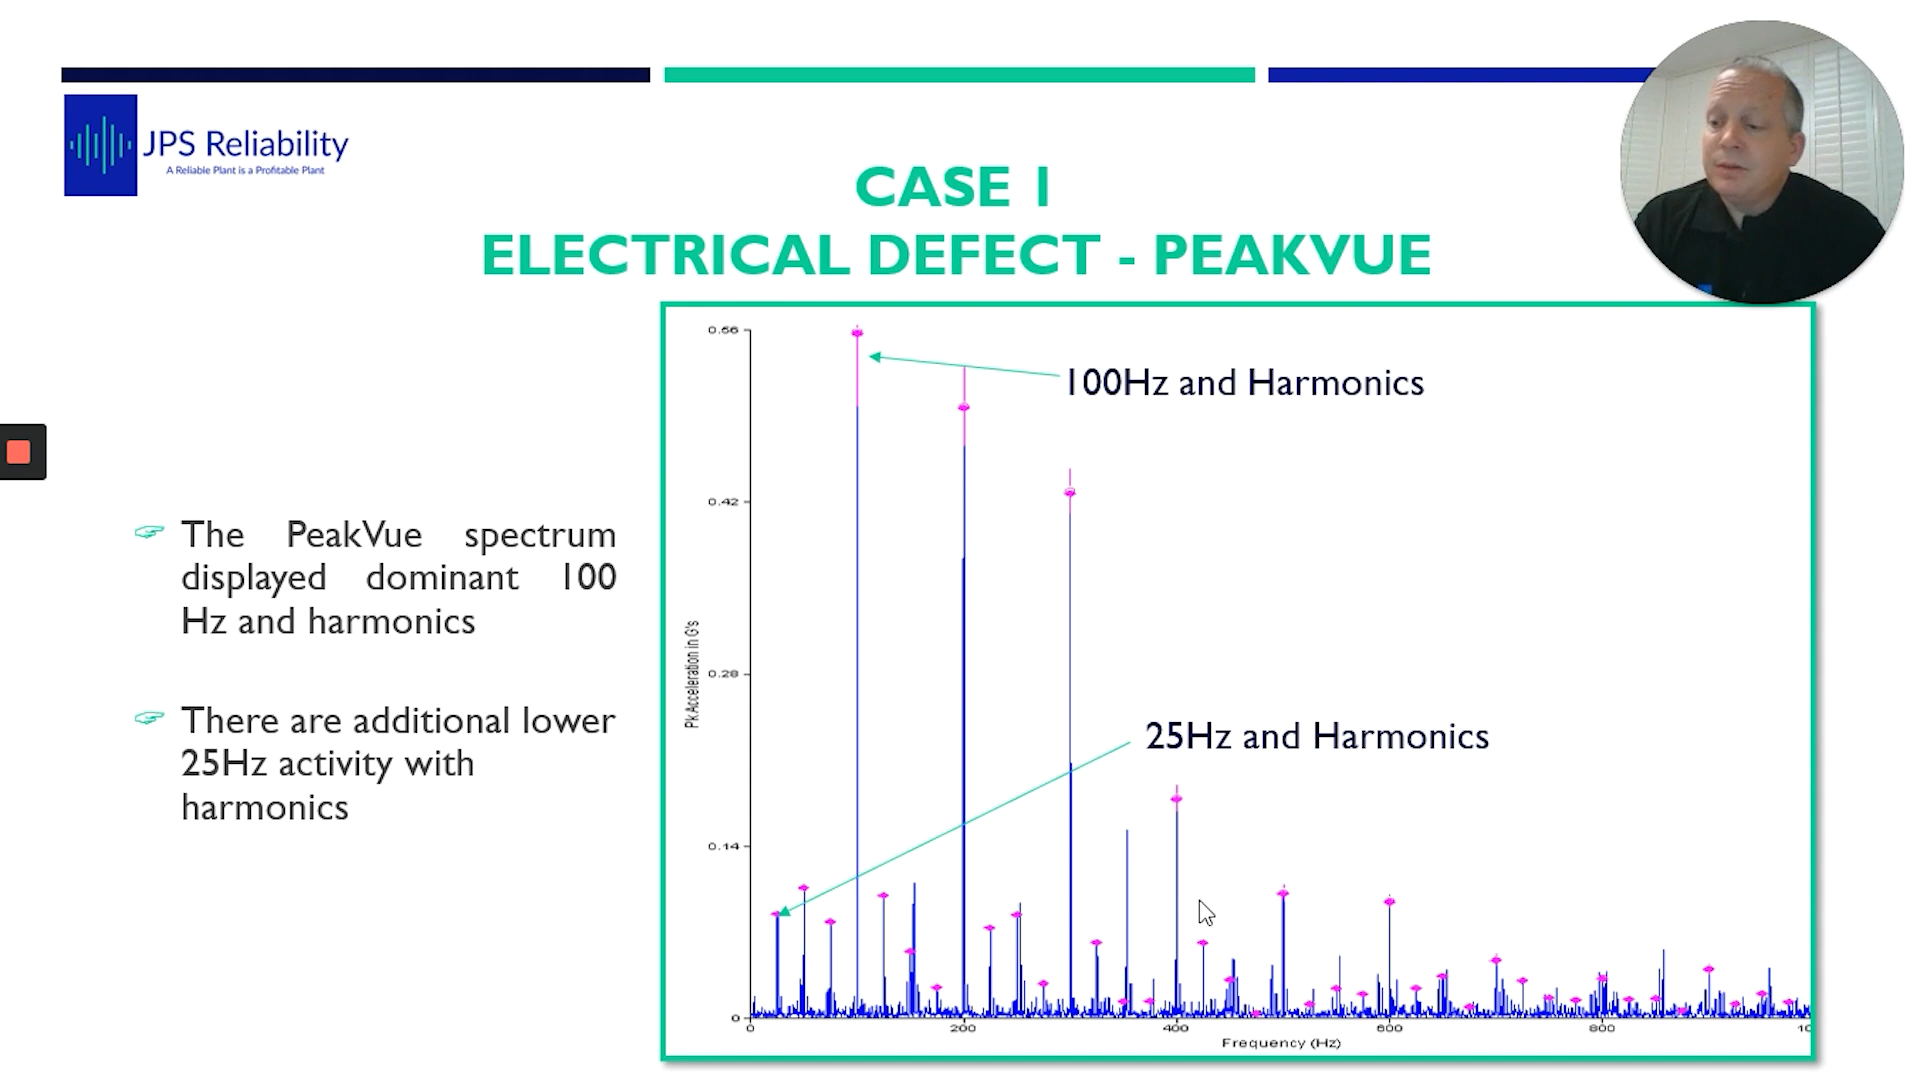 JPS Reliability
A Reliable Plant is a Profitable Plant
CASE 1
ELECTRICAL DEFECT - PEAKVUE
The PeakVue spectrum
displayed dominant 100
Hz and harmonics
There are additional lower
25Hz activity with
harmonics
0.56
100Hz and Harmonics
0.42
Pk Acceleration in G's
0.28
25Hz and Harmonics
0.14
0
0 200 400 600 800 10
Frequency (Hz)